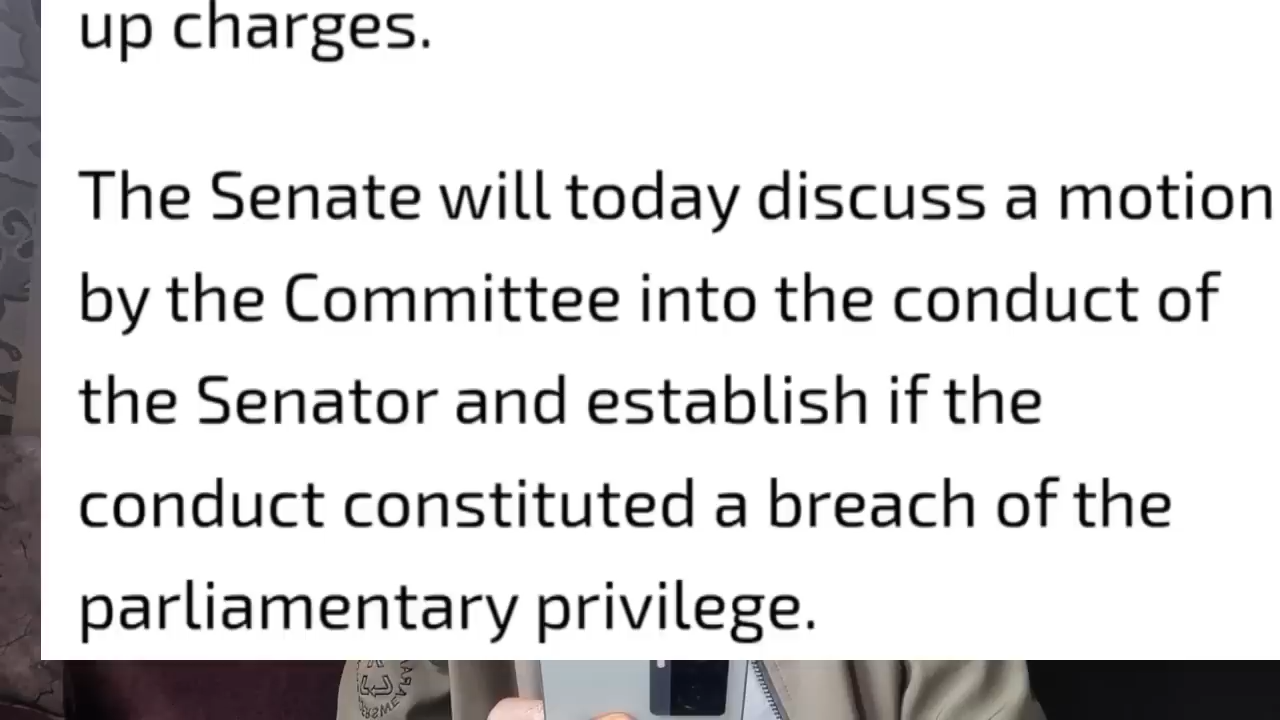 up charges.
The Senate will today discuss a motion
by the Committee into the conduct of
the Senator and establish if the
conduct constituted a breach of the
parliamentary privilege.